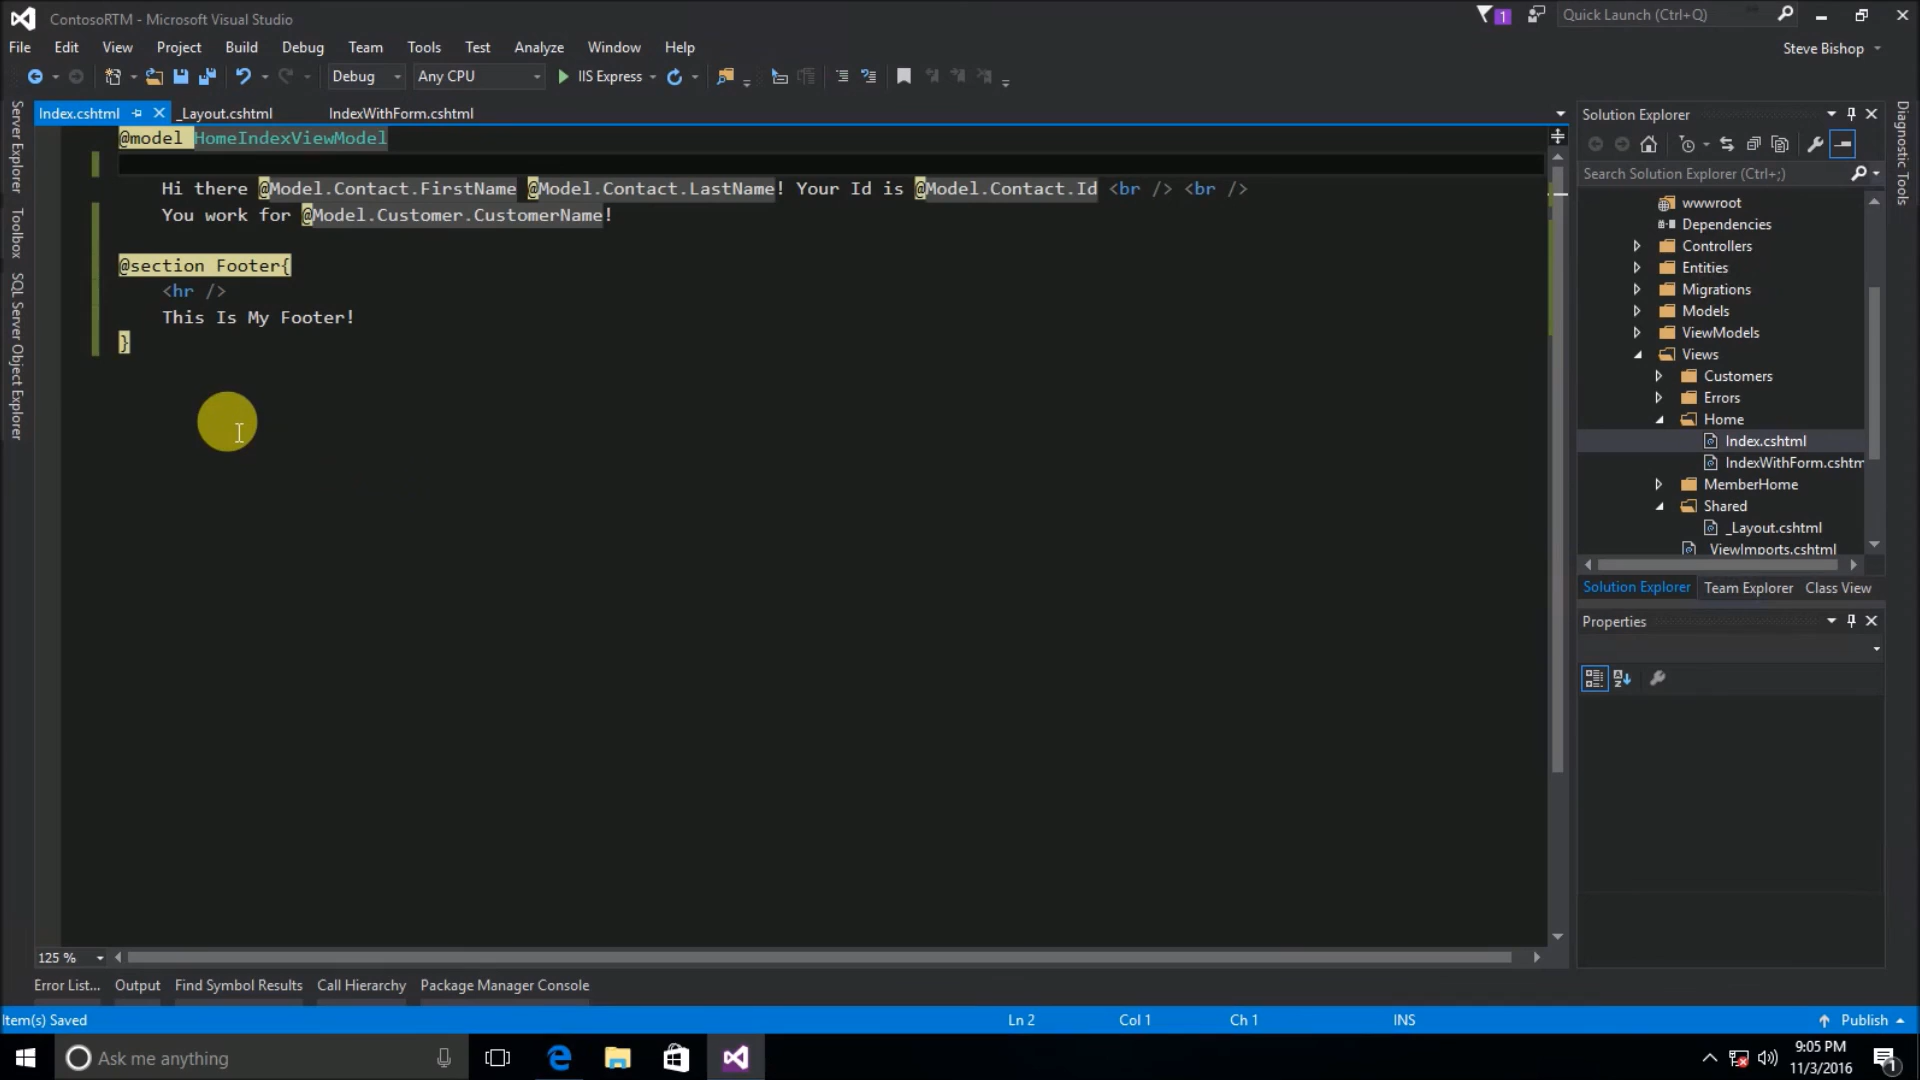 ContosoRTM - Microsoft Visual Studio
1
Quick Launch (Ctrl+Q)
File Edit View Project Build Debug Team Tools Test Analyze Window Help
Steve Bishop
Debug Any CPU IIS Express
Index.cshtml _Layout.cshtml IndexWithForm.cshtml
Server Explorer
Toolbox
SQL Server Object Explorer
@model HomeIndexViewModel
Hi there @Model.Contact.FirstName @Model.Contact.LastName! Your Id is @Model.Contact.Id <br /> <br />
You work for @Model.Customer.CustomerName!
@section Footer{
<hr />
This Is My Footer!
}
Solution Explorer
Search Solution Explorer (Ctrl+;)
wwwroot
Dependencies
Controllers
Entities
Migrations
Models
ViewModels
Views
Customers
Errors
Home
Index.cshtml
IndexWithForm.cshtm
MemberHome
Shared
_Layout.cshtml
_ViewImports.cshtml
Solution Explorer Team Explorer Class View
Properties
Diagnostic Tools
125 %
Error List... Output Find Symbol Results Call Hierarchy Package Manager Console
Item(s) Saved
Ln 2 Col 1 Ch 1 INS
Publish
Ask me anything
9:05 PM
11/3/2016
1